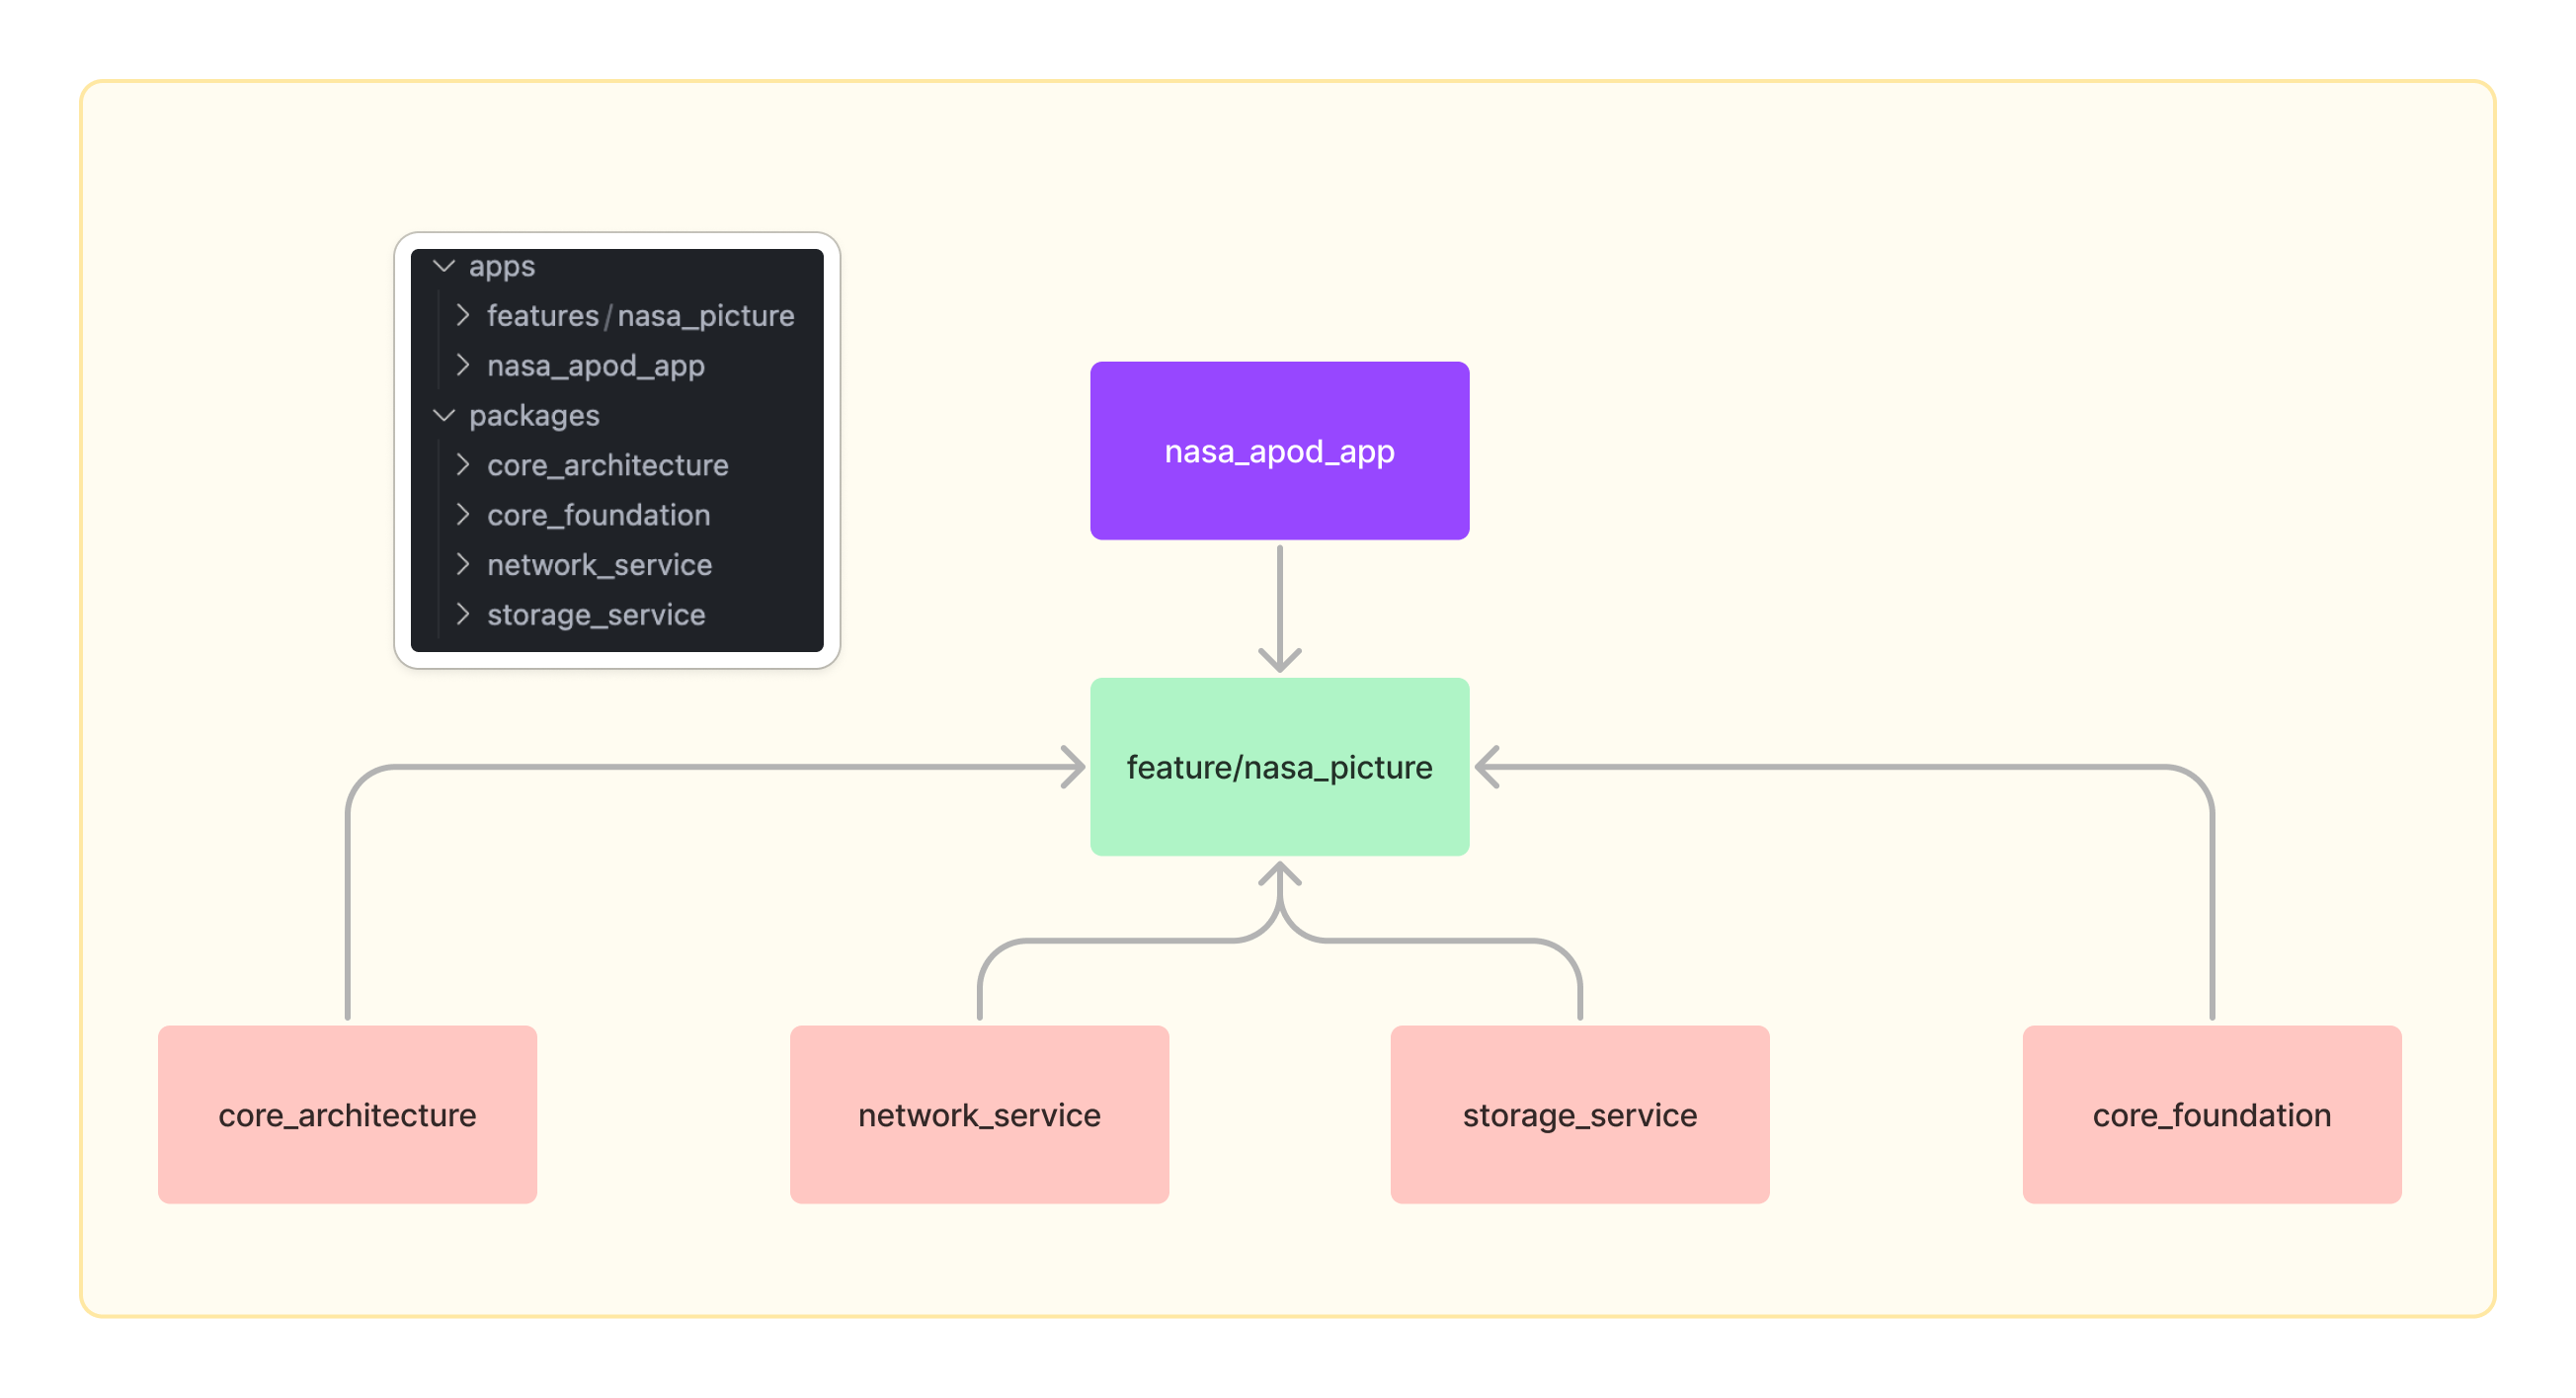 apps
features/nasa_picture
nasa_apod_app
packages
core_architecture
core_foundation
network_service
storage_service
nasa_apod_app
feature/nasa_picture
core_architecture
network_service
storage_service
core_foundation